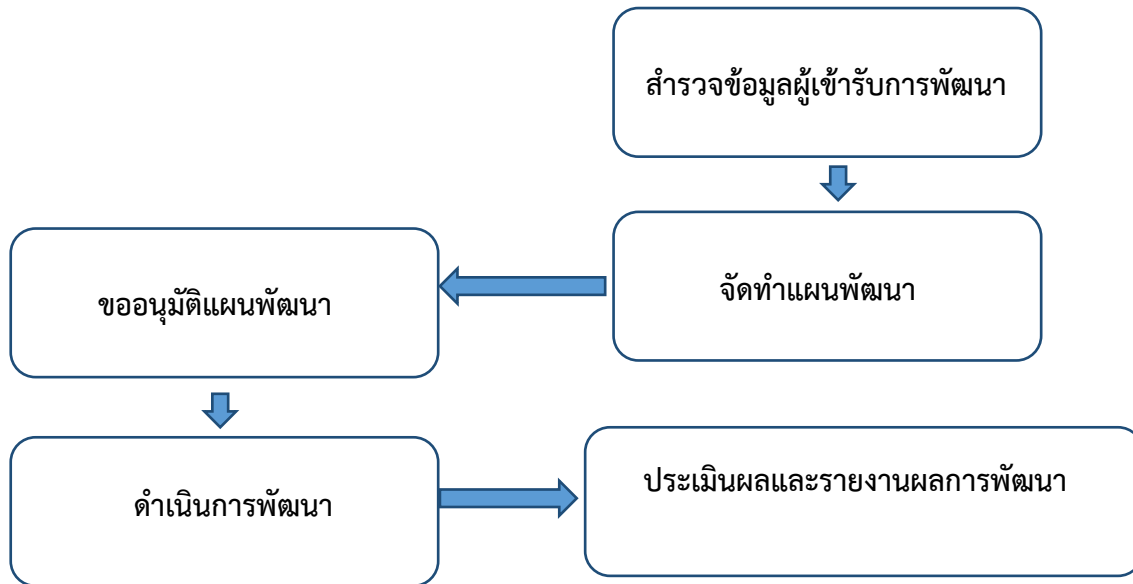 สำรวจข้อมูลผู้เข้ารับการพัฒนา
จัดทำแผนพัฒนา
ขออนุมัติแผนพัฒนา
ดำเนินการพัฒนา
ประเมินผลและรายงานผลการพัฒนา